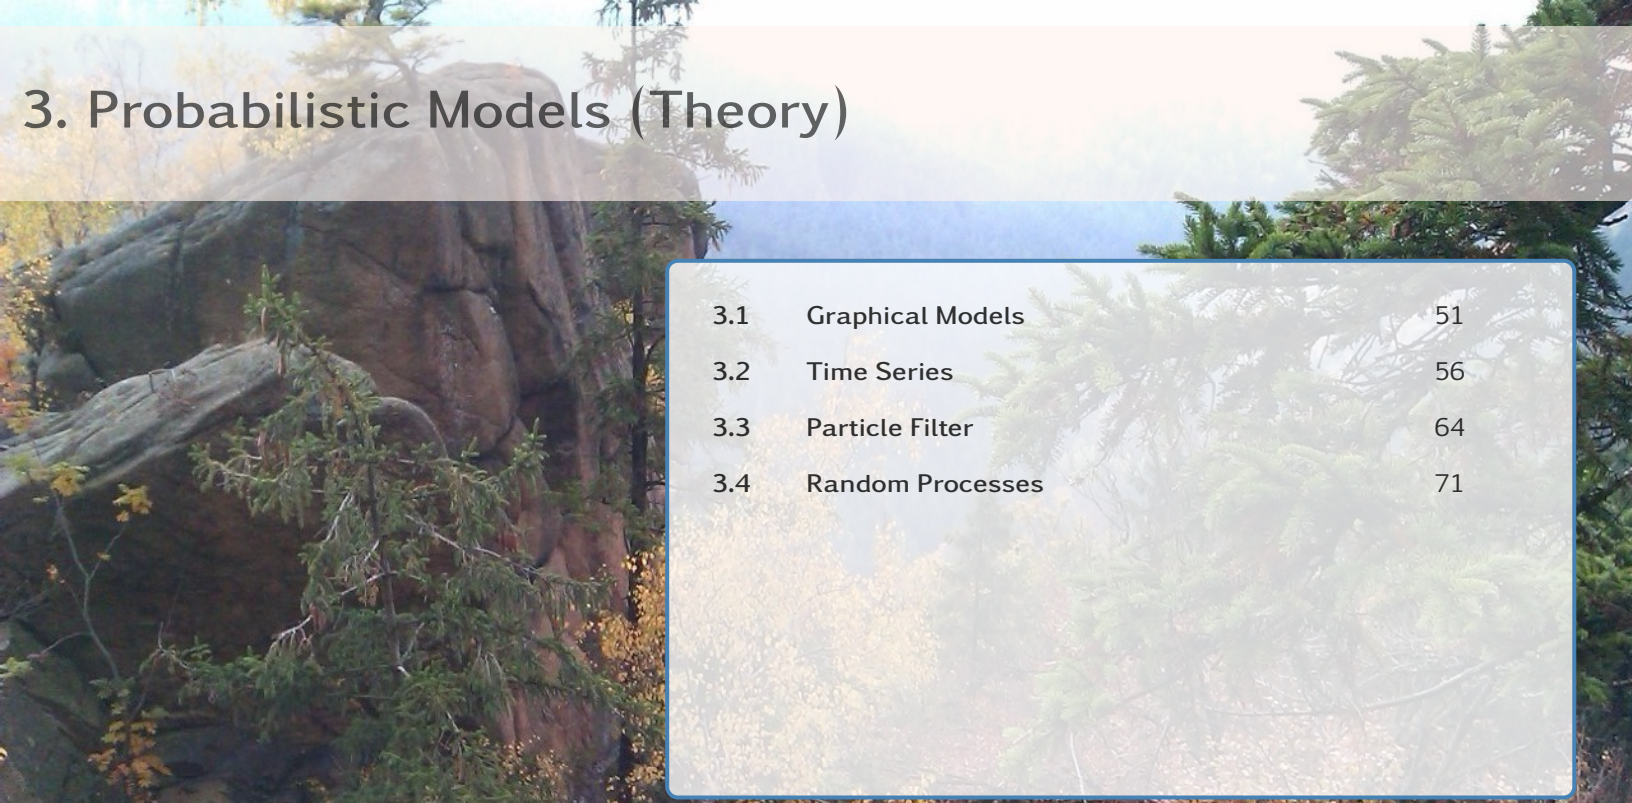 3. Probabilistic Models (Theory)
3.1 Graphical Models 51
3.2 Time Series 56
3.3 Particle Filter 64
3.4 Random Processes 71